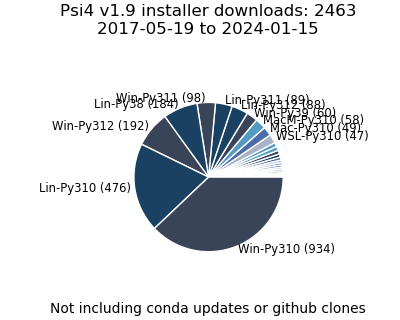 Psi4 v1.9 installer downloads: 2463
2017-05-19 to 2024-01-15
Win-Py311 (98)
Lin-Py38 (184)
Win-Py312 (192)
Lin-Py310 (476)
Win-Py310 (934)
Lin-Py311 (89)
Lin-Py312 (88)
Win-Py39 (60)
MacM-Py310 (58)
Mac-Py310 (49)
WSL-Py310 (47)
Not including conda updates or github clones